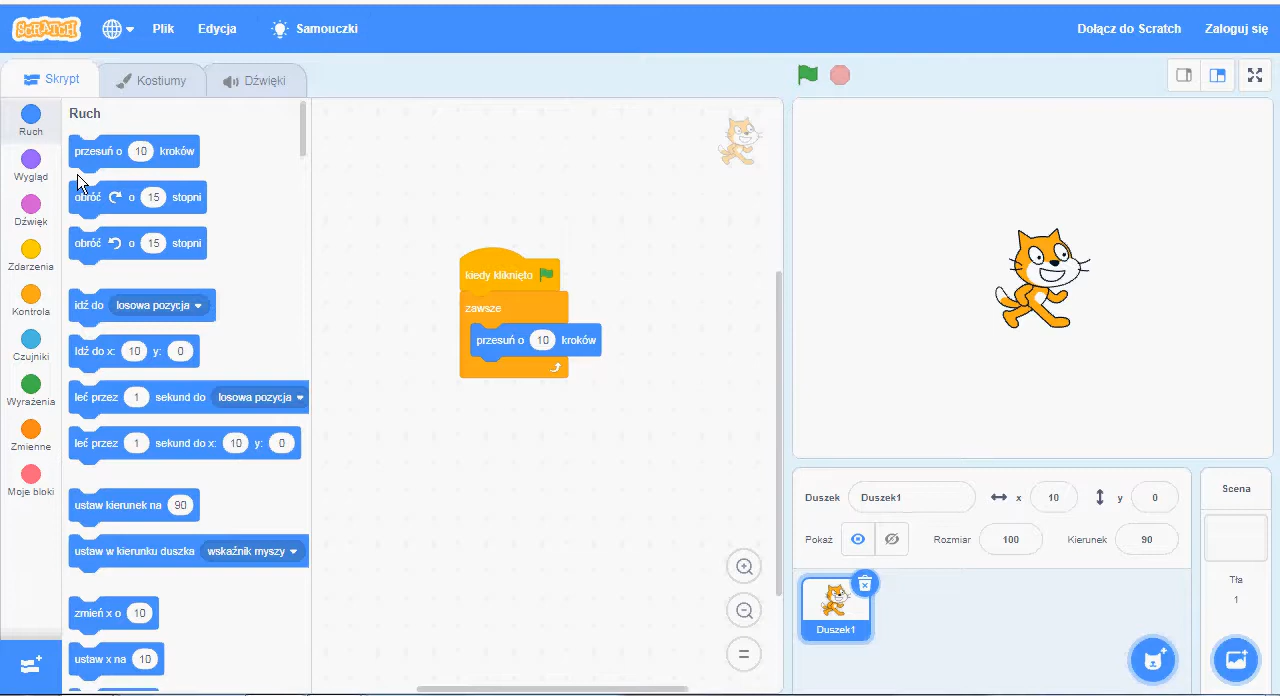 SCRATCH Plik Edycja Samouczki Dołącz do Scratch Zaloguj się
Skrypt Kostiumy Dźwięki
Ruch
Wygląd
Dźwięk
Zdarzenia
Kontrola
Czujniki
Wyrażenia
Zmienne
Moje bloki
Ruch
przesuń o 10 kroków
obróć o 15 stopni
obróć o 15 stopni
idź do losowa pozycja
Idź do x: 10 y: 0
leć przez 1 sekund do losowa pozycja
leć przez 1 sekund do x: 10 y: 0
ustaw kierunek na 90
ustaw w kierunku duszka wskaźnik myszy
zmień x o 10
ustaw x na 10
kiedy kliknięto
zawsze
przesuń o 10 kroków
Duszek Duszek1 x 10 y 0
Pokaż Rozmiar 100 Kierunek 90
Duszek1
Scena
Tła
1